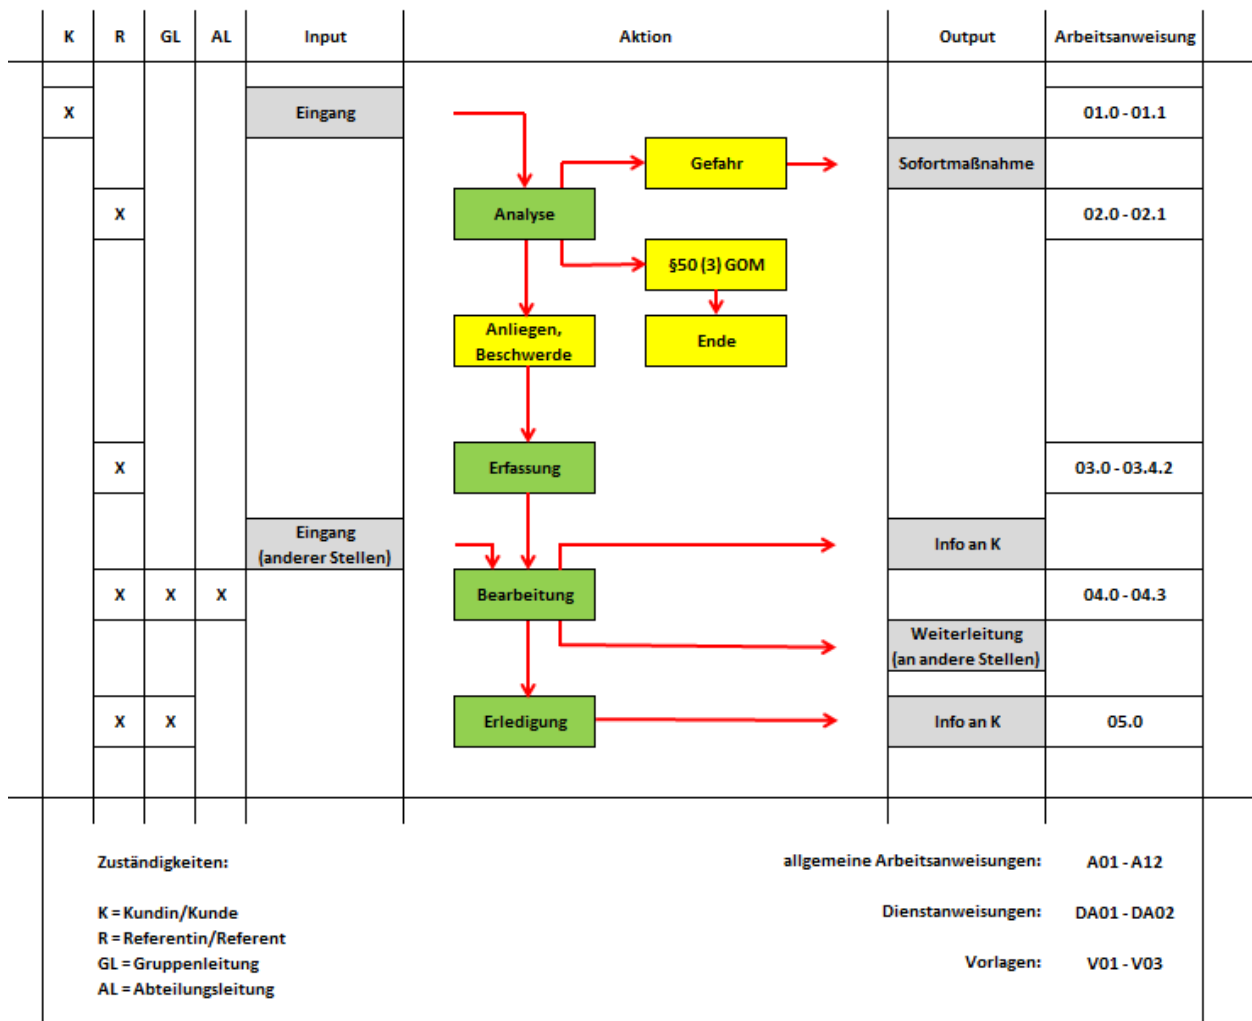 K R GL AL Input Aktion Output Arbeitsanweisung
X Eingang 01.0 - 01.1
Gefahr Sofortmaßnahme
X Analyse 02.0 - 02.1
§50 (3) GOM
Anliegen,
Beschwerde
Ende
X Erfassung 03.0 - 03.4.2
Eingang
(anderer Stellen)
Info an K
X X X Bearbeitung 04.0 - 04.3
Weiterleitung
(an andere Stellen)
X X Erledigung Info an K 05.0
Zuständigkeiten:
K = Kundin/Kunde
R = Referentin/Referent
GL = Gruppenleitung
AL = Abteilungsleitung
allgemeine Arbeitsanweisungen: A01 - A12
Dienstanweisungen: DA01 - DA02
Vorlagen: V01 - V03